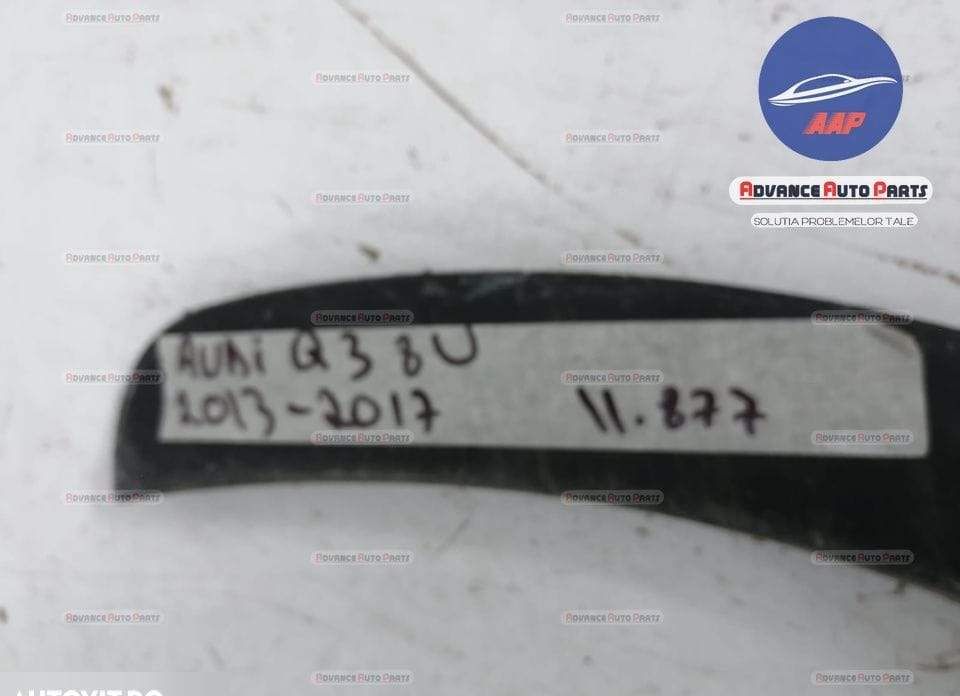 AAP
ADVANCE AUTO PARTS
SOLUTIA PROBLEMELOR TALE
AUDi Q3 8U
2013-2017 11.877